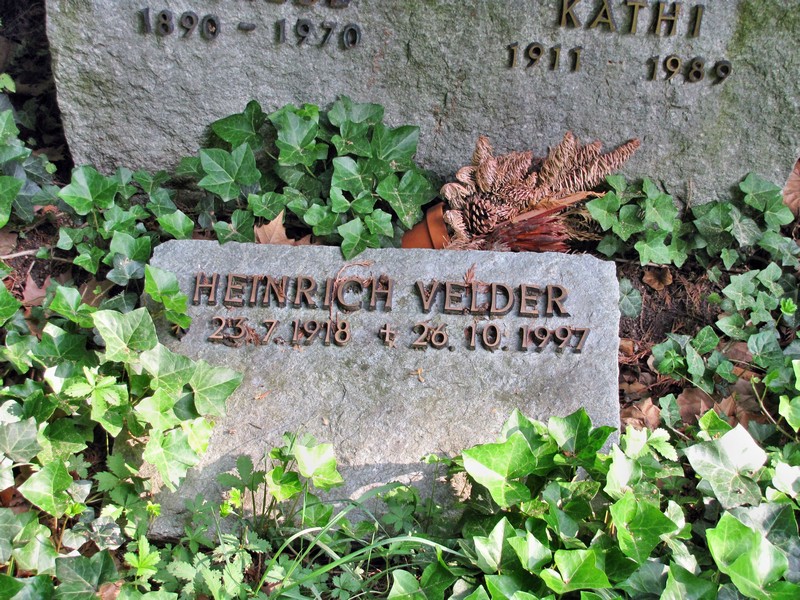 KATHI
1890 - 1970
1911 1989
HEINRICH VELDER
23.7.1918 + 26.10.1997